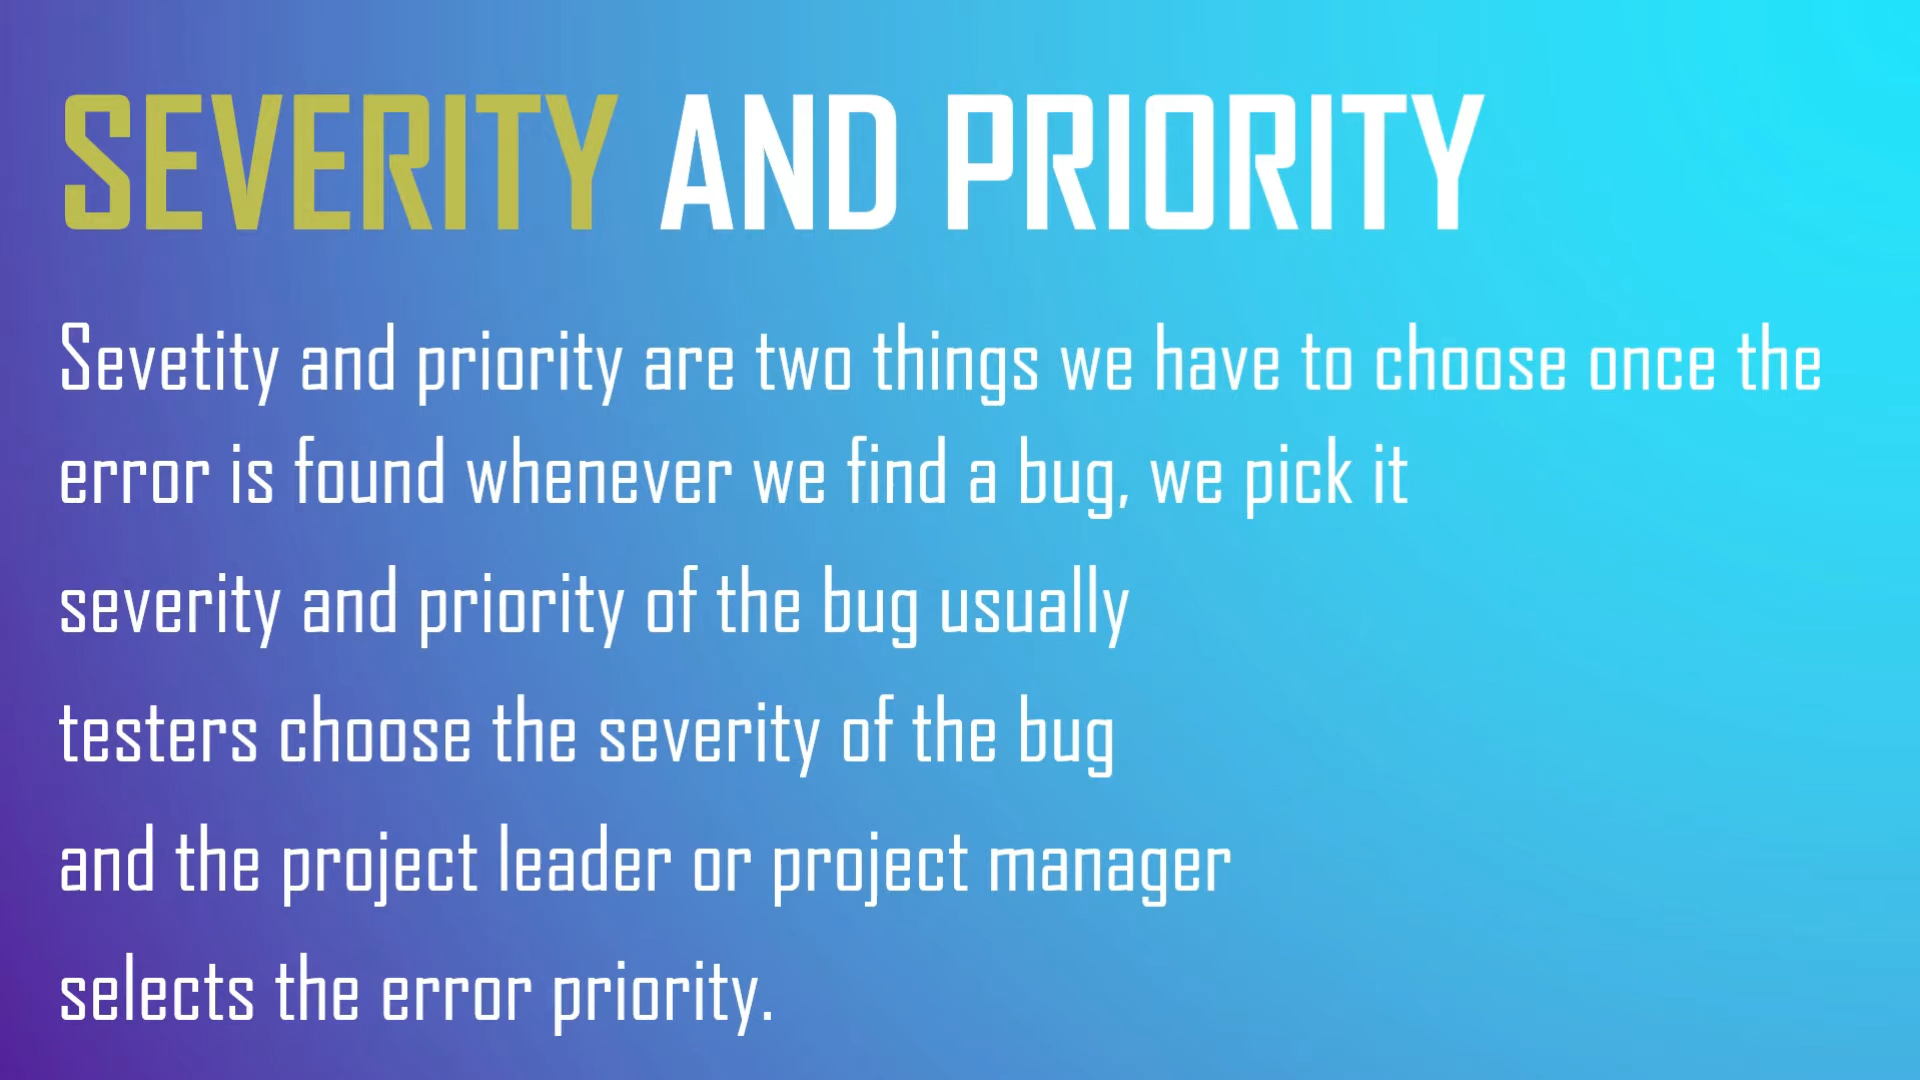 SEVERITY AND PRIORITY
Sevetity and priority are two things we have to choose once the
error is found whenever we find a bug, we pick it
severity and priority of the bug usually
testers choose the severity of the bug
and the project leader or project manager
selects the error priority.